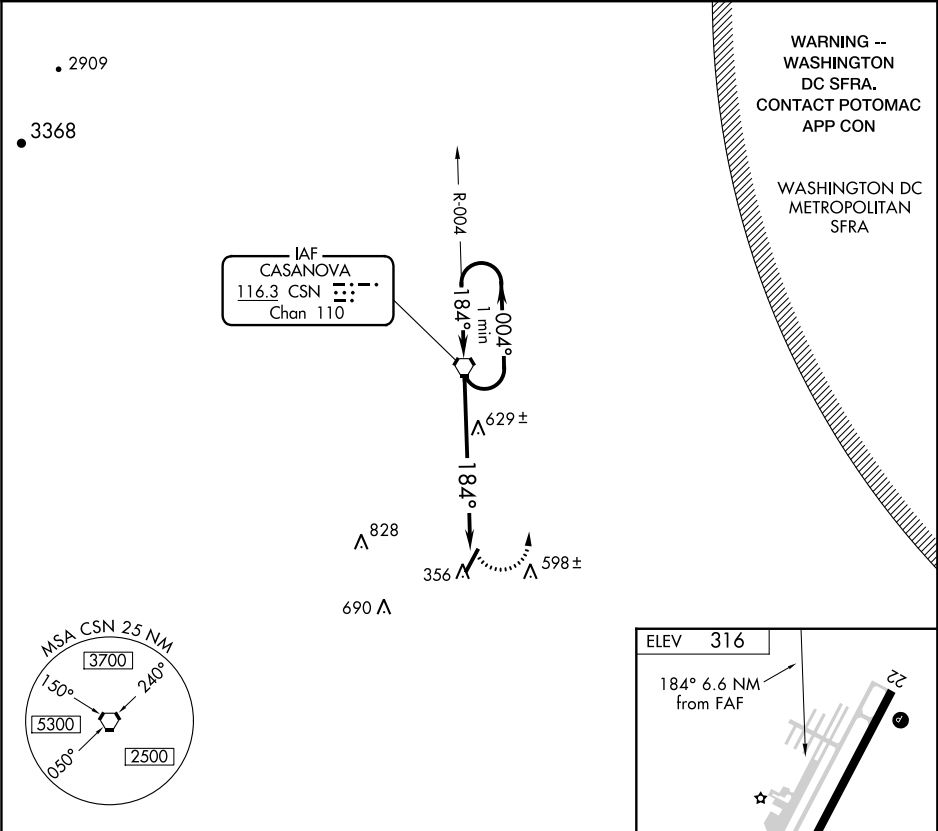 2909
3368
WARNING --
WASHINGTON
DC SFRA.
CONTACT POTOMAC
APP CON
WASHINGTON DC
METROPOLITAN
SFRA
R-004
IAF
CASANOVA
116.3 CSN
Chan 110
184°
1 min
004°
629±
184°
828
356
598±
690
MSA CSN 25 NM
3700
150°
240°
5300
050°
2500
ELEV 316
184° 6.6 NM
from FAF
22
P